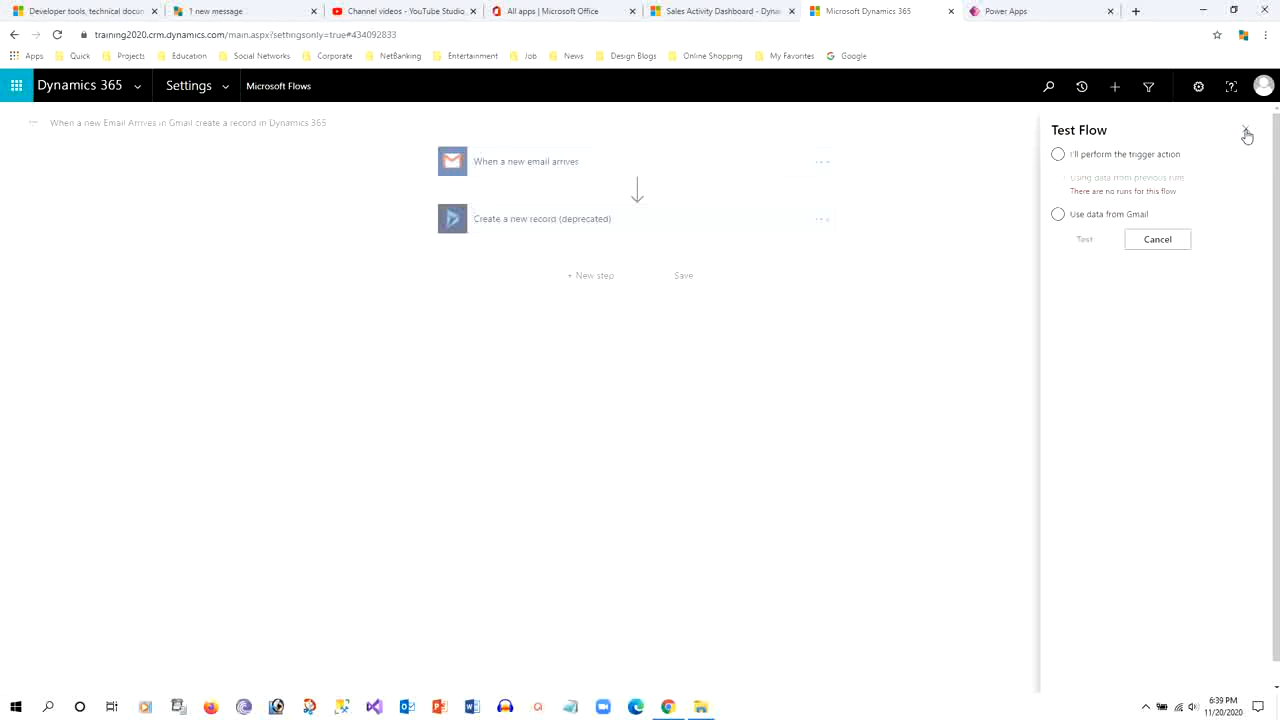 Developer tools, technical docum
1 new message
Channel videos - YouTube Studio
All apps | Microsoft Office
Sales Activity Dashboard - Dynam
Microsoft Dynamics 365
Power Apps
training2020.crm.dynamics.com/main.aspx?settingsonly=true#434092833
Apps Quick Projects Education Social Networks Corporate NetBanking Entertainment Job News Design Blogs Online Shopping My Favorites Google
Dynamics 365 Settings Microsoft Flows
When a new Email Arrives in Gmail create a record in Dynamics 365
When a new email arrives
Create a new record (deprecated)
+ New step Save
Test Flow
I'll perform the trigger action
Using data from previous runs
There are no runs for this flow
Use data from Gmail
Test Cancel
6:39 PM
11/20/2020